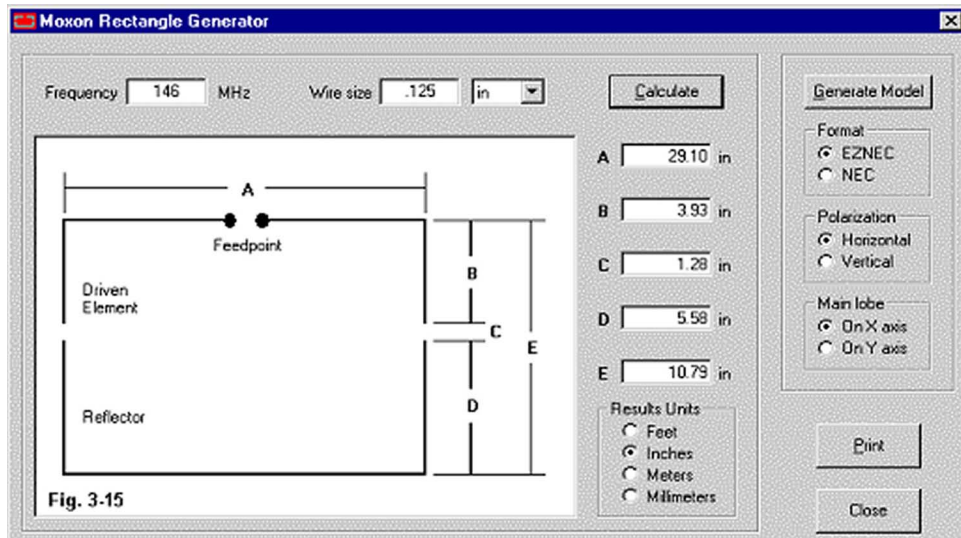 Moxon Rectangle Generator
Frequency 146 MHz Wire size .125 in Calculate
Generate Model
Format
EZNEC
NEC
Polarization
Horizontal
Vertical
Main lobe
On X axis
On Y axis
A 29.10 in
B 3.93 in
C 1.28 in
D 5.58 in
E 10.79 in
A
Feedpoint
B
Driven
Element
C
E
D
Reflector
Fig. 3-15
Results Units
Feet
Inches
Meters
Millimeters
Print
Close